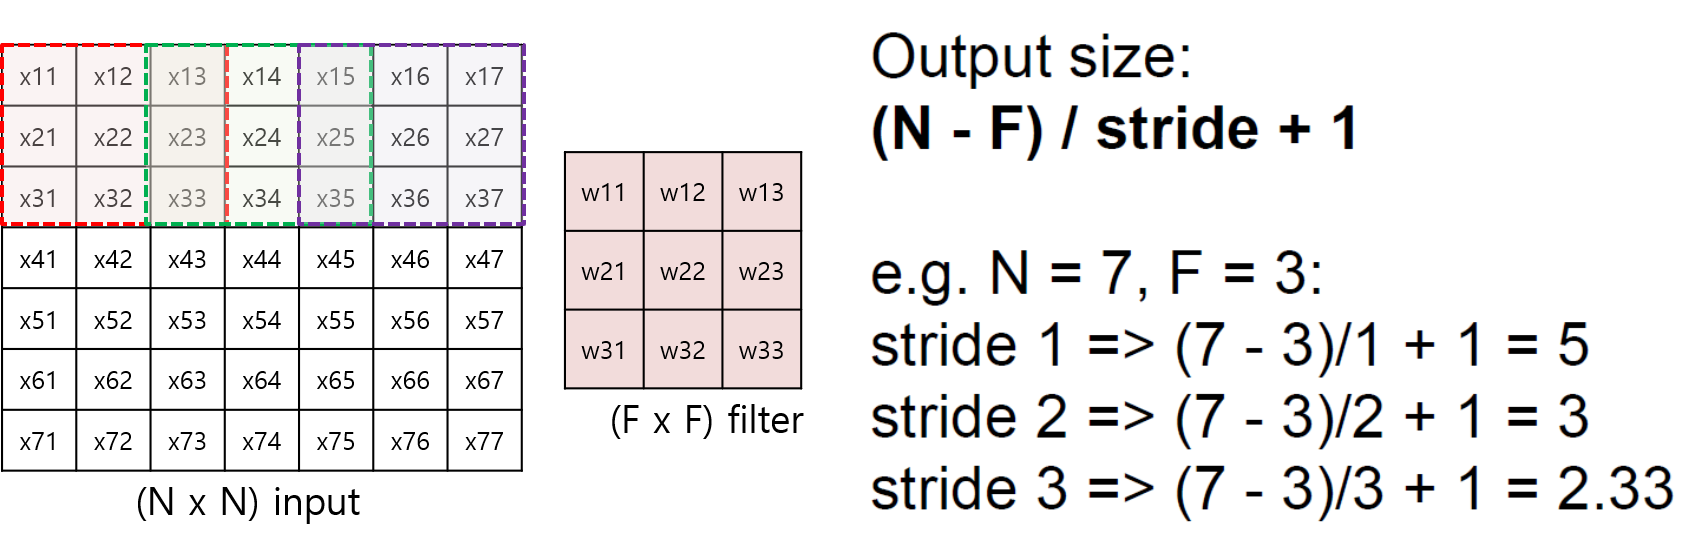 x11 x12 x13 x14 x15 x16 x17
x21 x22 x23 x24 x25 x26 x27
x31 x32 x33 x34 x35 x36 x37
x41 x42 x43 x44 x45 x46 x47
x51 x52 x53 x54 x55 x56 x57
x61 x62 x63 x64 x65 x66 x67
x71 x72 x73 x74 x75 x76 x77
(N x N) input
w11 w12 w13
w21 w22 w23
w31 w32 w33
(F x F) filter
Output size:
(N - F) / stride + 1
e.g. N = 7, F = 3:
stride 1 => (7 - 3)/1 + 1 = 5
stride 2 => (7 - 3)/2 + 1 = 3
stride 3 => (7 - 3)/3 + 1 = 2.33